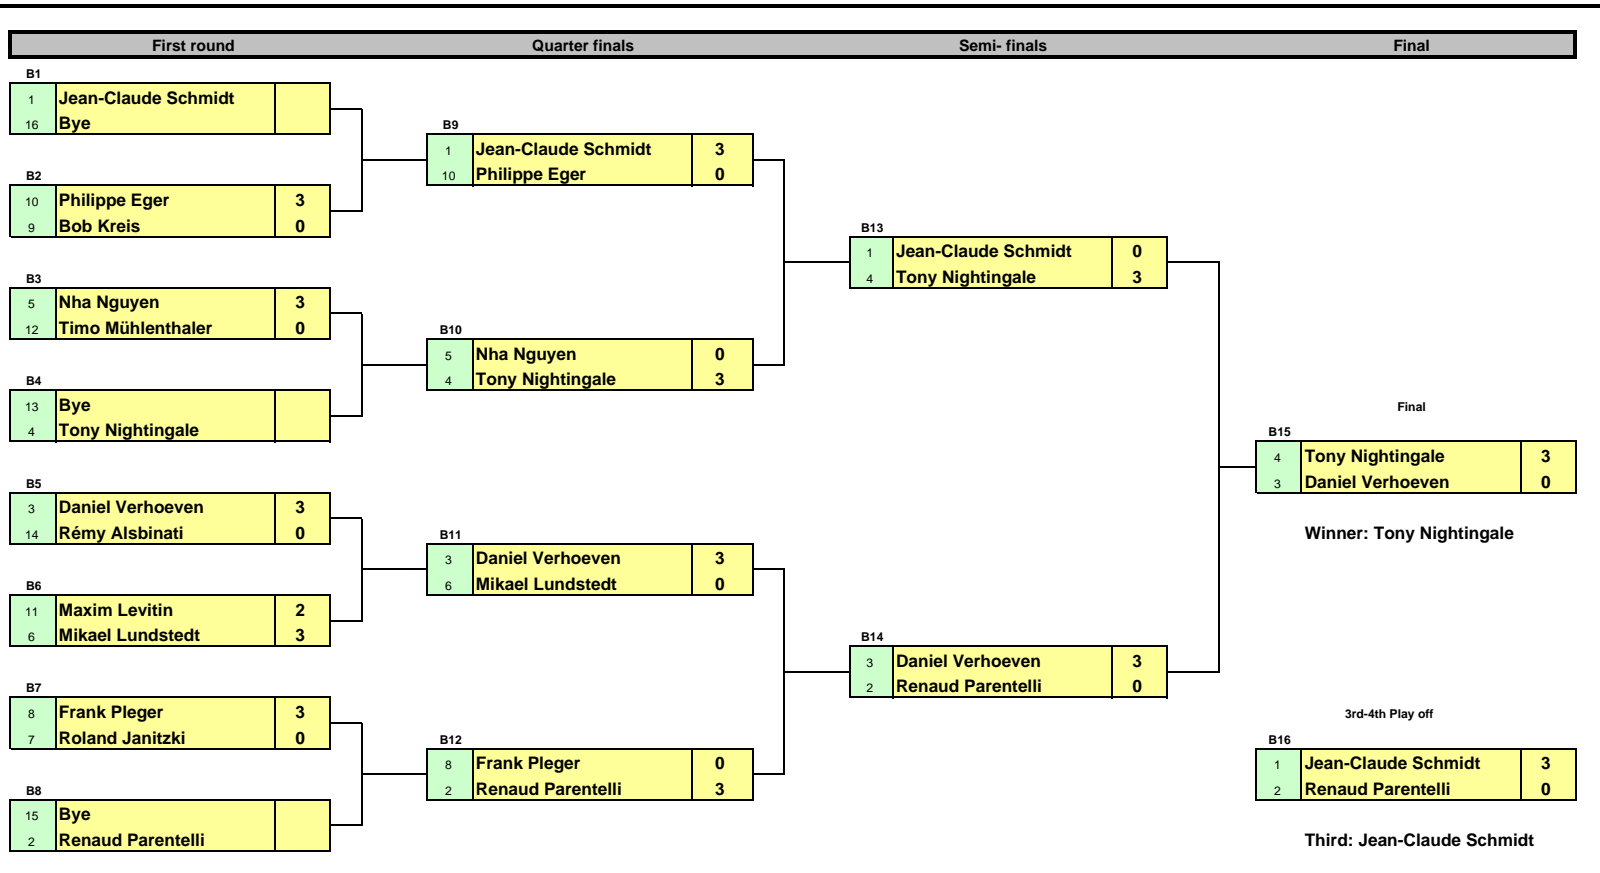 First round Quarter finals Semi- finals Final
B1
1 Jean-Claude Schmidt
16 Bye
B2
10 Philippe Eger 3
9 Bob Kreis 0
B3
5 Nha Nguyen 3
12 Timo Mühlenthaler 0
B4
13 Bye
4 Tony Nightingale
B5
3 Daniel Verhoeven 3
14 Rémy Alsbinati 0
B6
11 Maxim Levitin 2
6 Mikael Lundstedt 3
B7
8 Frank Pleger 3
7 Roland Janitzki 0
B8
15 Bye
2 Renaud Parentelli
B9
1 Jean-Claude Schmidt 3
10 Philippe Eger 0
B10
5 Nha Nguyen 0
4 Tony Nightingale 3
B11
3 Daniel Verhoeven 3
6 Mikael Lundstedt 0
B12
8 Frank Pleger 0
2 Renaud Parentelli 3
B13
1 Jean-Claude Schmidt 0
4 Tony Nightingale 3
B14
3 Daniel Verhoeven 3
2 Renaud Parentelli 0
Final
B15
4 Tony Nightingale 3
3 Daniel Verhoeven 0
Winner: Tony Nightingale
3rd-4th Play off
B16
1 Jean-Claude Schmidt 3
2 Renaud Parentelli 0
Third: Jean-Claude Schmidt